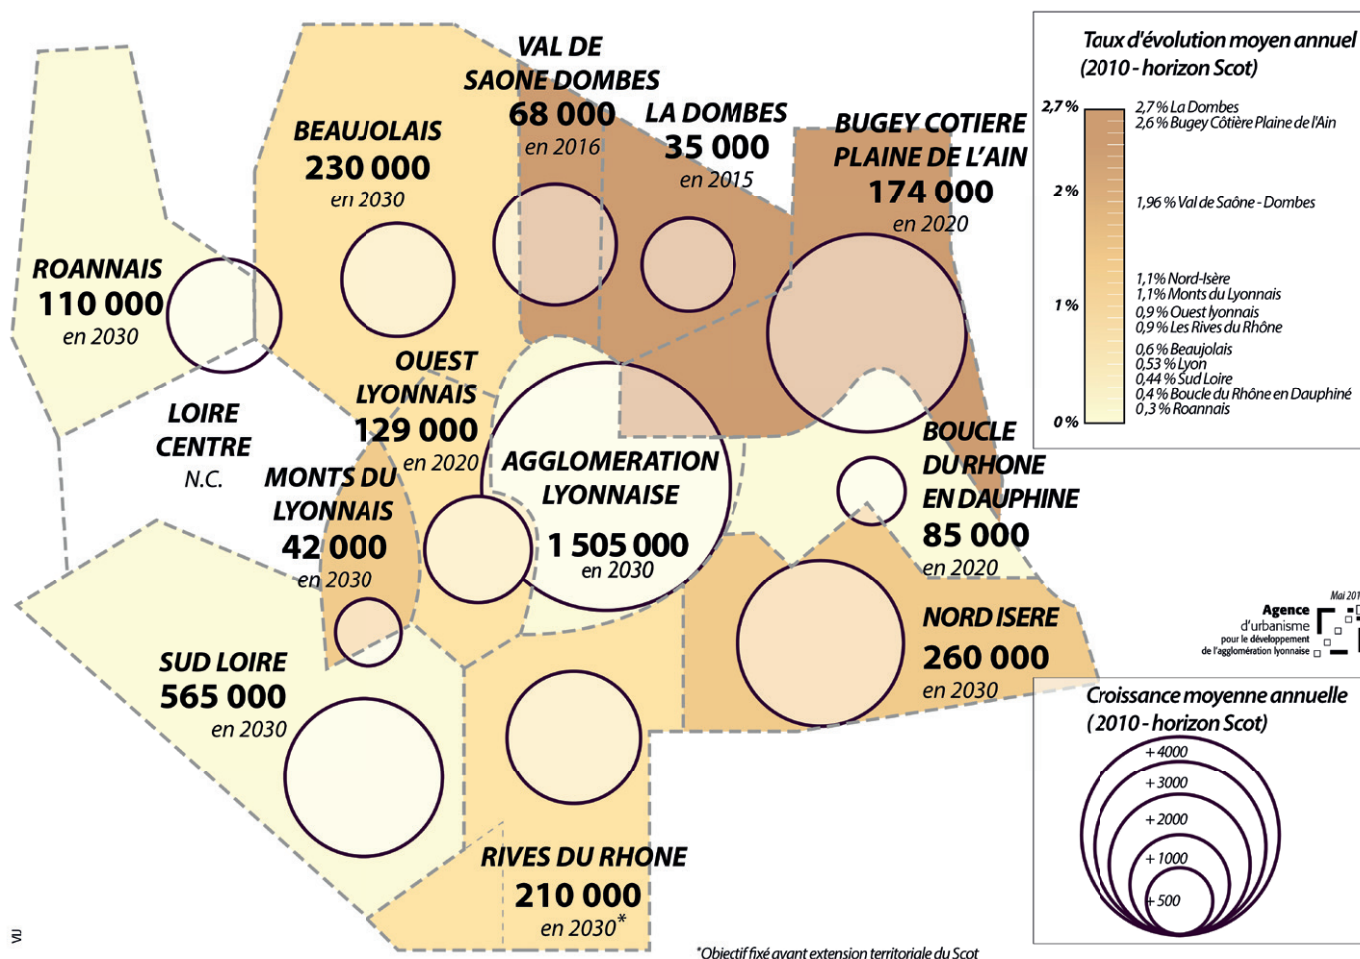 VAL DE
SAONE DOMBES
68 000
en 2016
LA DOMBES
35 000
en 2015
BUGEY COTIERE
PLAINE DE L'AIN
174 000
en 2020
BEAUJOLAIS
230 000
en 2030
ROANNAIS
110 000
en 2030
OUEST
LYONNAIS
129 000
en 2020
LOIRE
CENTRE
N.C.
MONTS DU
LYONNAIS
42 000
en 2030
AGGLOMERATION
LYONNAISE
1 505 000
en 2030
BOUCLE
DU RHONE
EN DAUPHINE
85 000
en 2020
NORD ISERE
260 000
en 2030
SUD LOIRE
565 000
en 2030
RIVES DU RHONE
210 000
en 2030*
*Objectif fixé avant extension territoriale du Scot
Taux d'évolution moyen annuel
(2010 - horizon Scot)
2,7%
2%
1%
0%
2,7% La Dombes
2,6% Bugey Côtière Plaine de l'Ain
1,96% Val de Saône - Dombes
1,1% Nord-Isère
1,1% Monts du Lyonnais
0,9% Ouest lyonnais
0,9% Les Rives du Rhône
0,6% Beaujolais
0,53% Lyon
0,44% Sud Loire
0,4% Boucle du Rhône en Dauphiné
0,3% Roannais
Agence
d'urbanisme
pour le développement
de l'agglomération lyonnaise
Croissance moyenne annuelle
(2010 - horizon Scot)
+ 4000
+ 3000
+ 2000
+ 1000
+ 500